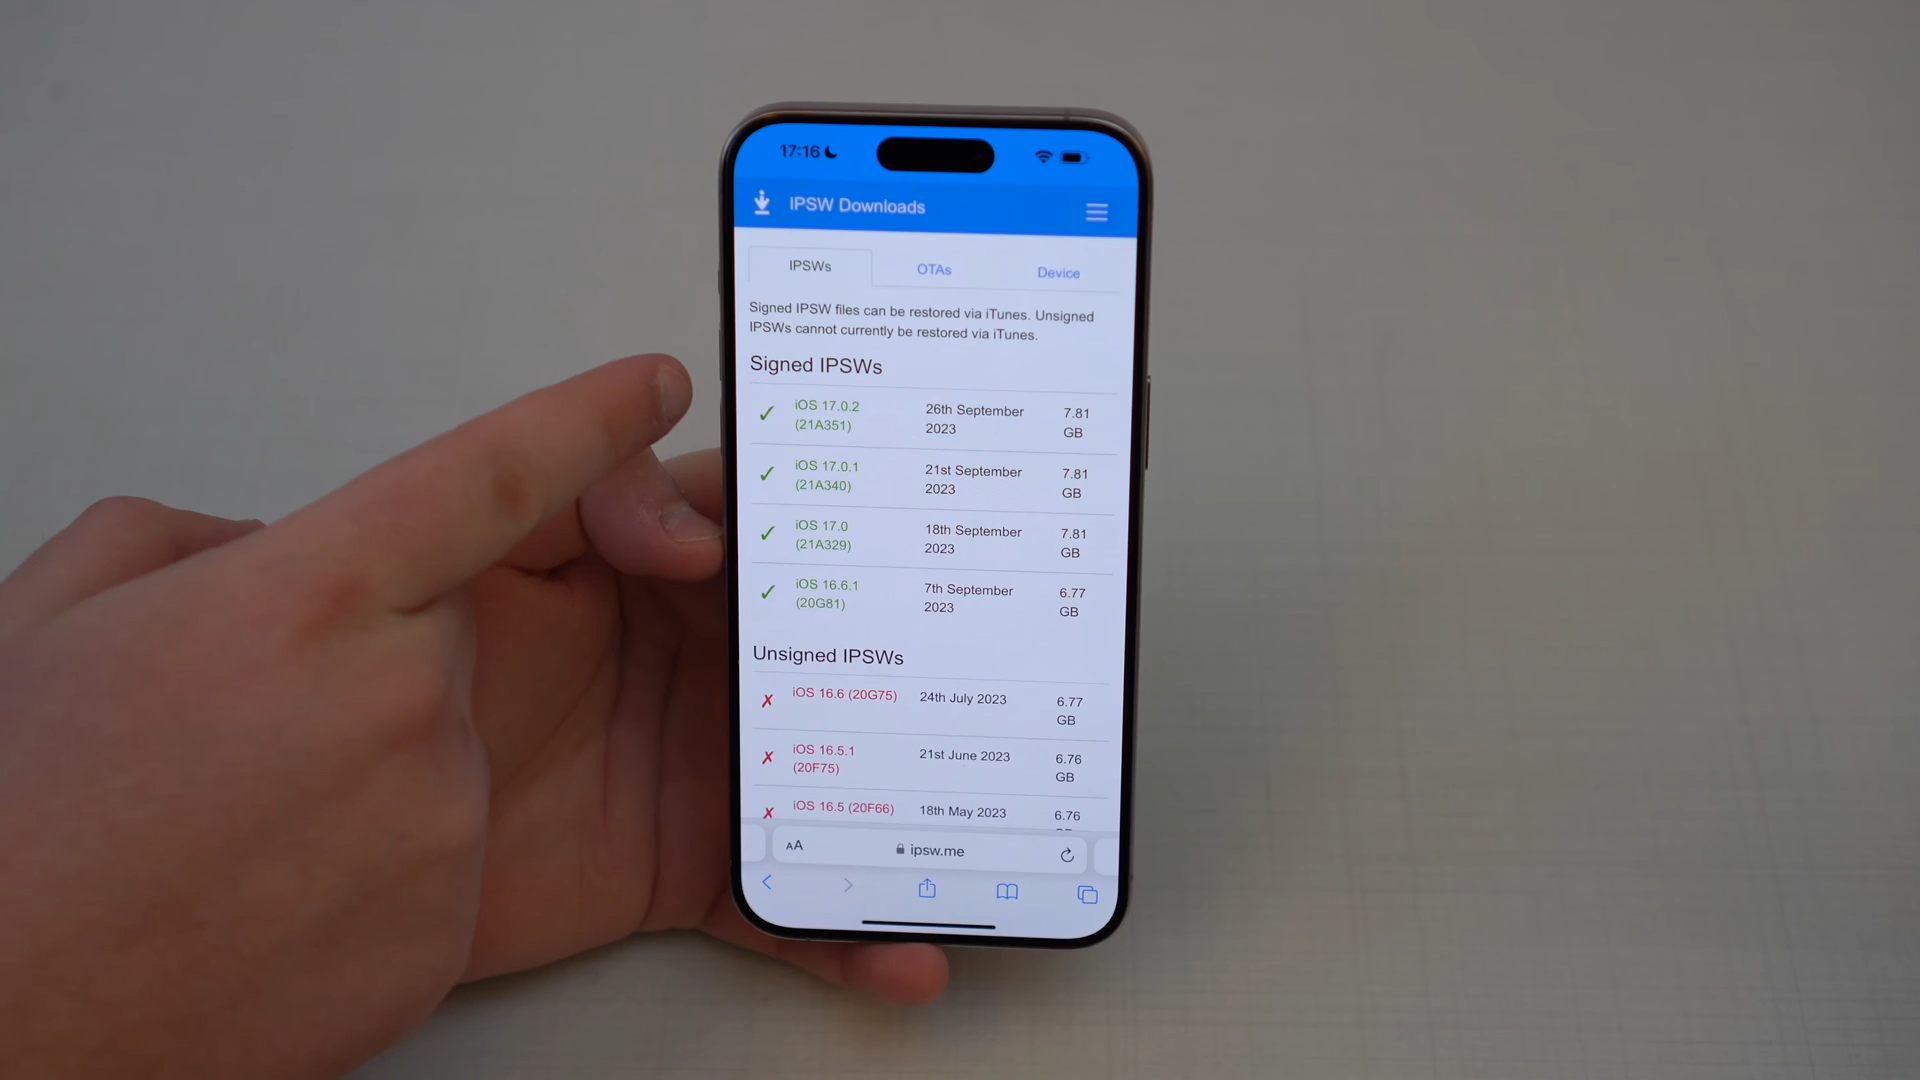 17:16
IPSW Downloads
IPSWs
OTAs
Device
Signed IPSW files can be restored via iTunes. Unsigned
IPSWs cannot currently be restored via iTunes.
Signed IPSWs
✓ iOS 17.0.2 26th September 7.81
(21A351) 2023 GB
✓ iOS 17.0.1 21st September 7.81
(21A340) 2023 GB
✓ iOS 17.0 18th September 7.81
(21A329) 2023 GB
✓ iOS 16.6.1 7th September 6.77
(20G81) 2023 GB
Unsigned IPSWs
✗ iOS 16.6 (20G75) 24th July 2023 6.77
GB
✗ iOS 16.5.1 21st June 2023 6.76
(20F75) GB
✗ iOS 16.5 (20F66) 18th May 2023 6.76
AA ipsw.me